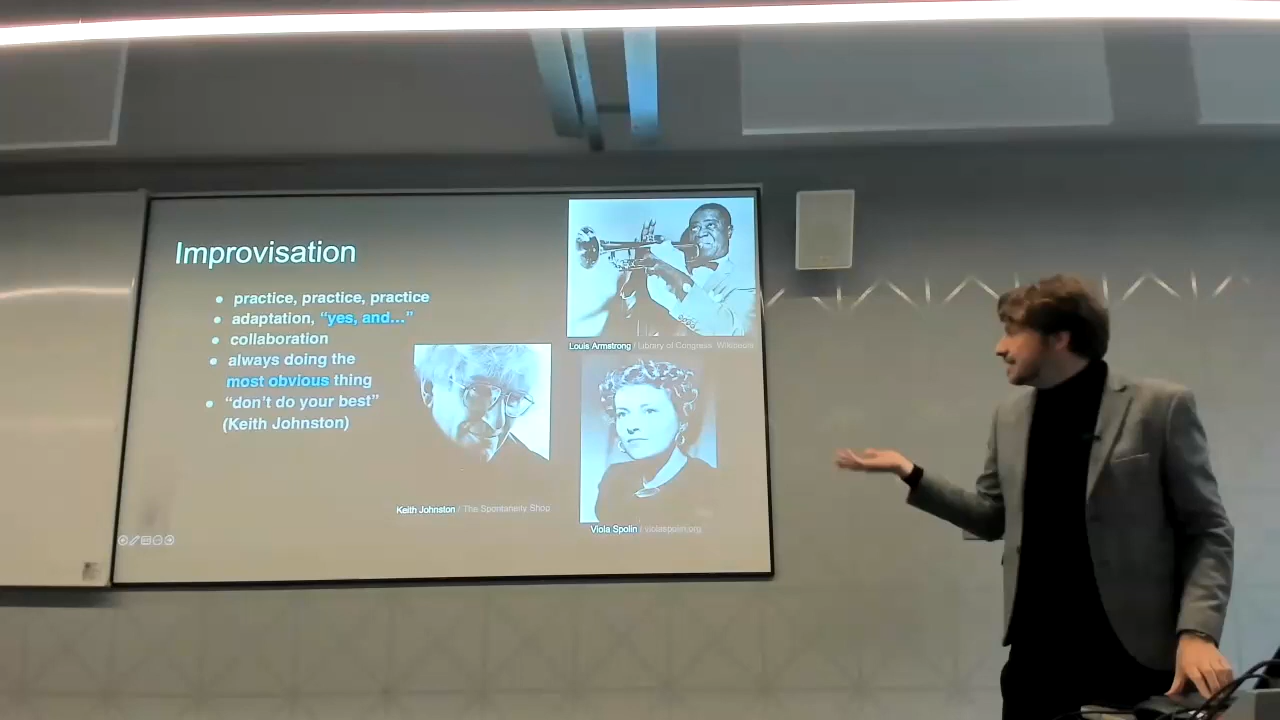 Improvisation
• practice, practice, practice
• adaptation, “yes, and...”
• collaboration
• always doing the
most obvious thing
• “don’t do your best”
(Keith Johnston)
Louis Armstrong / Library of Congress: Wikimedia
Keith Johnston / The Spontaneity Shop
Viola Spolin / violaspolin.org